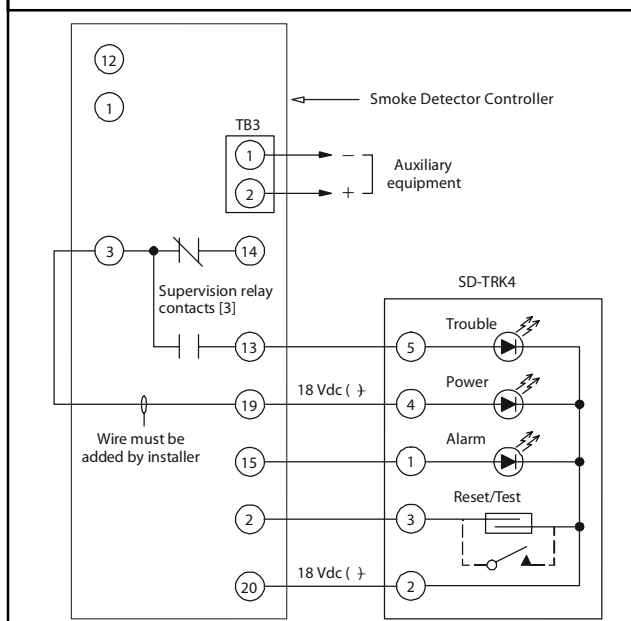 12
1
Smoke Detector Controller
TB3
1
2
−
+
Auxiliary
equipment
3
14
Supervision relay
contacts [3]
13
19
Wire must be
added by installer
15
2
20
18 Vdc (+)
18 Vdc (+)
SD-TRK4
Trouble
5
Power
4
Alarm
1
Reset/Test
3
2